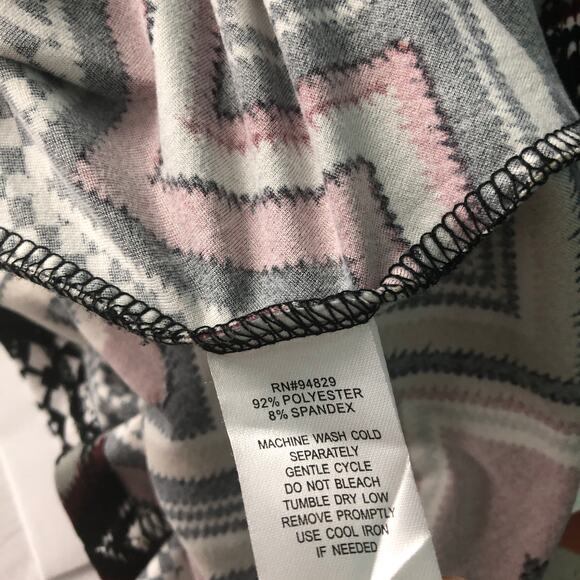 RN#94829
92% POLYESTER
8% SPANDEX
MACHINE WASH COLD
SEPARATELY
GENTLE CYCLE
DO NOT BLEACH
TUMBLE DRY LOW
REMOVE PROMPTLY
USE COOL IRON
IF NEEDED